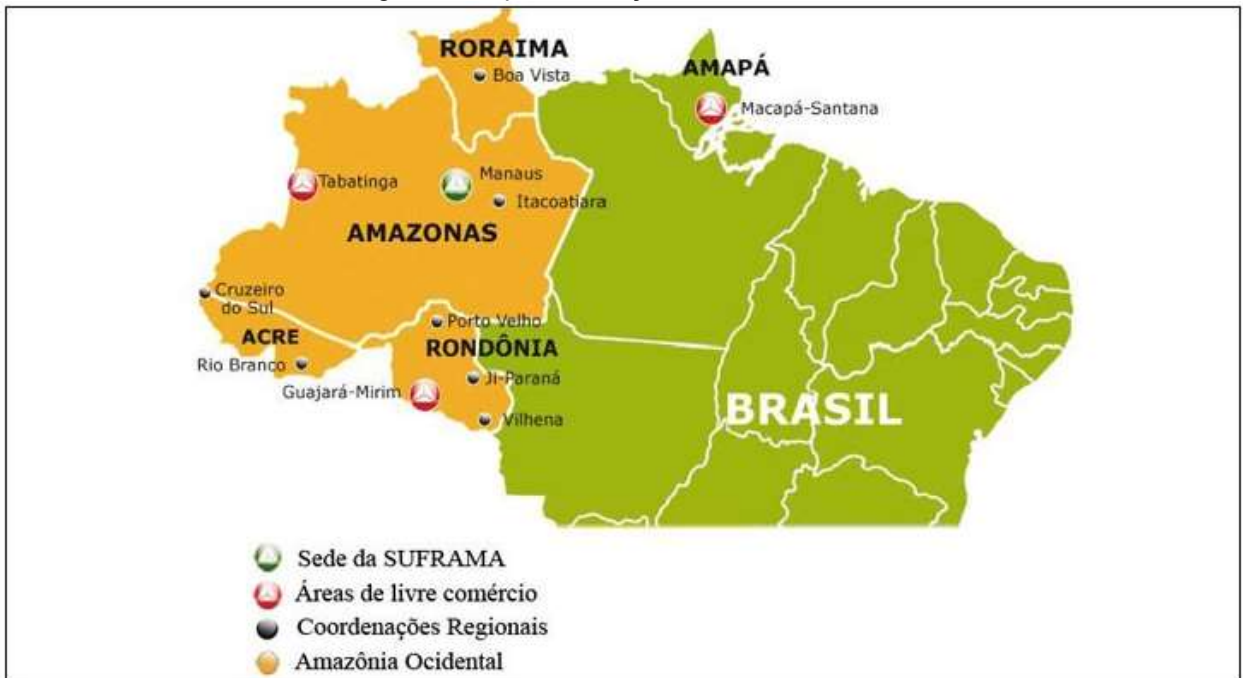 RORAIMA
Boa Vista
AMAPÁ
Macapá-Santana
Tabatinga
Manaus
Itacoatiara
AMAZONAS
Cruzeiro
do Sul
ACRE
Rio Branco
Porto Velho
RONDÔNIA
Ji-Paraná
Guajará-Mirim
Vilhena
BRASIL
Sede da SUFRAMA
Áreas de livre comércio
Coordenações Regionais
Amazônia Ocidental